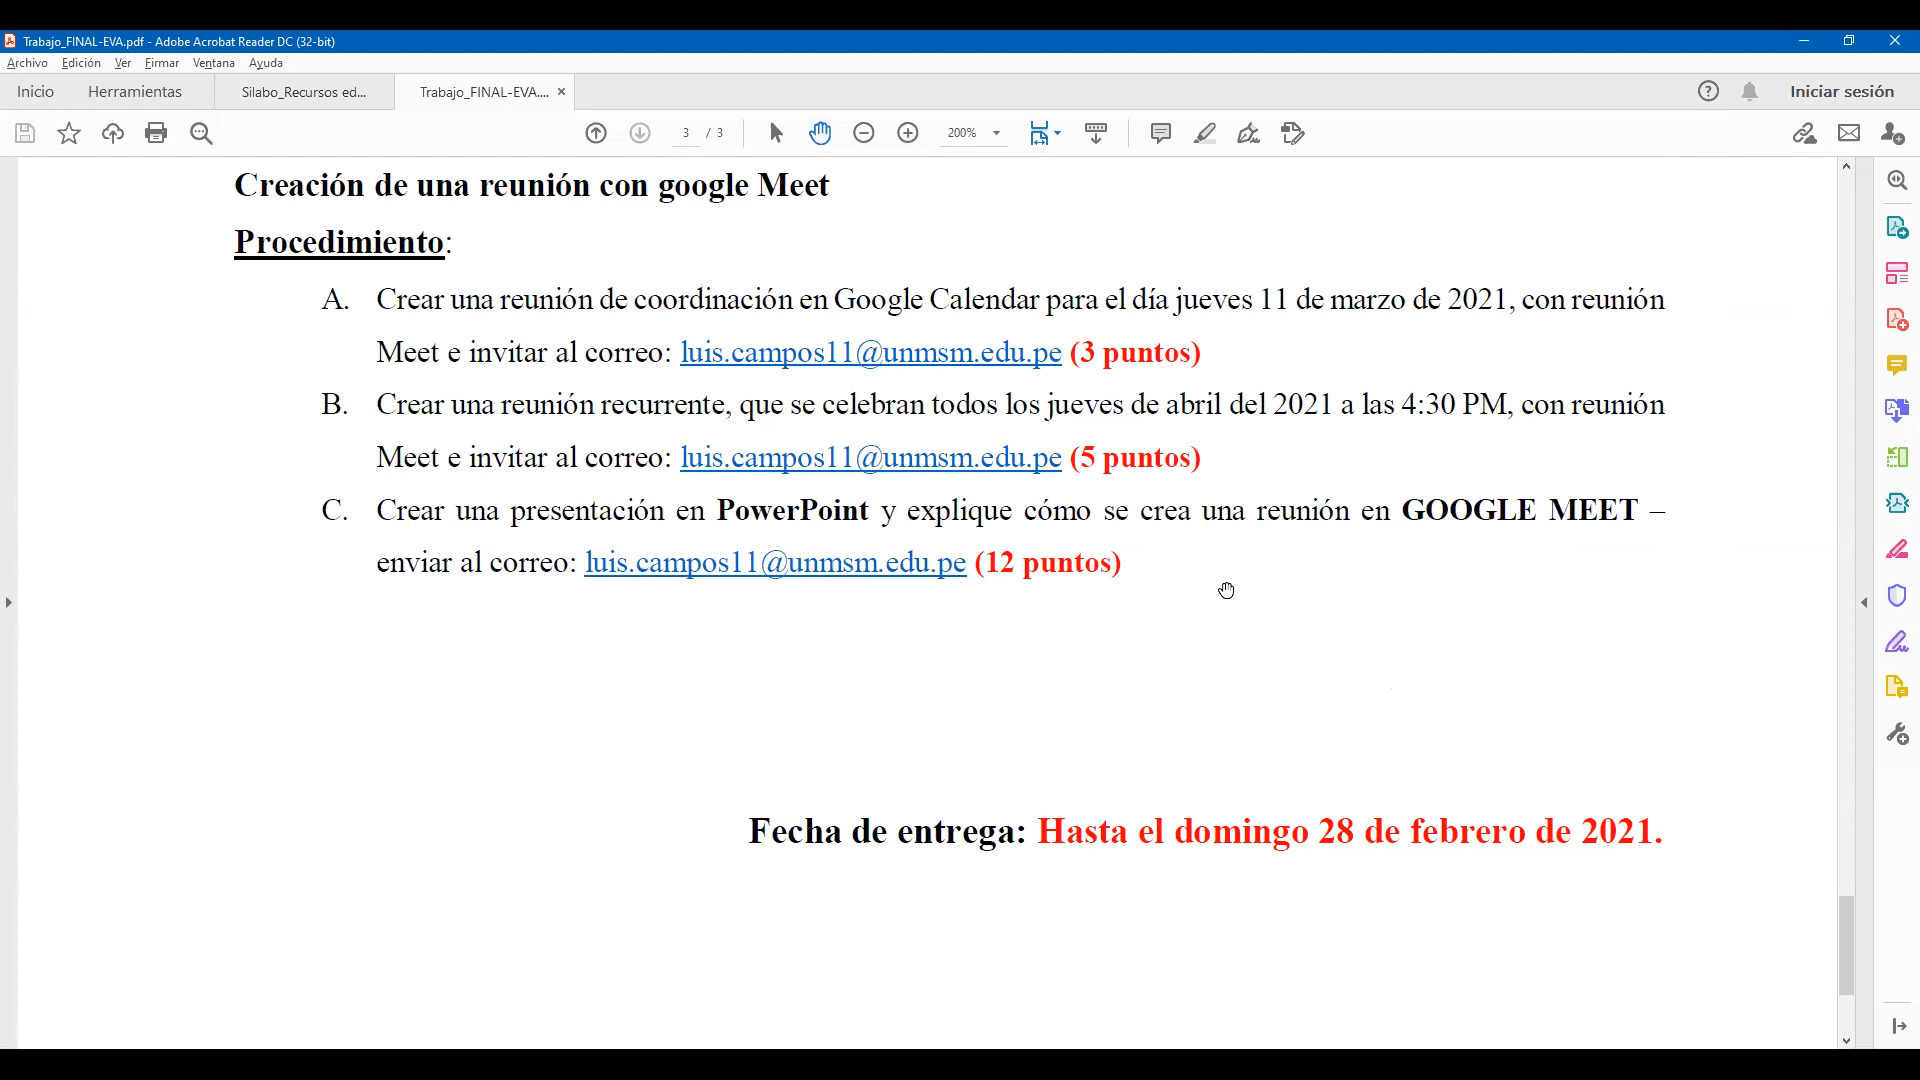 Trabajo_FINAL-EVA.pdf - Adobe Acrobat Reader DC (32-bit)
Archivo Edición Ver Firmar Ventana Ayuda
Inicio Herramientas Silabo_Recursos ed... Trabajo_FINAL-EVA.... × Iniciar sesión
3 / 3 200%
Creación de una reunión con google Meet
Procedimiento:
A. Crear una reunión de coordinación en Google Calendar para el día jueves 11 de marzo de 2021, con reunión
Meet e invitar al correo: luis.campos11@unmsm.edu.pe (3 puntos)
B. Crear una reunión recurrente, que se celebran todos los jueves de abril del 2021 a las 4:30 PM, con reunión
Meet e invitar al correo: luis.campos11@unmsm.edu.pe (5 puntos)
C. Crear una presentación en PowerPoint y explique cómo se crea una reunión en GOOGLE MEET –
enviar al correo: luis.campos11@unmsm.edu.pe (12 puntos)
Fecha de entrega: Hasta el domingo 28 de febrero de 2021.